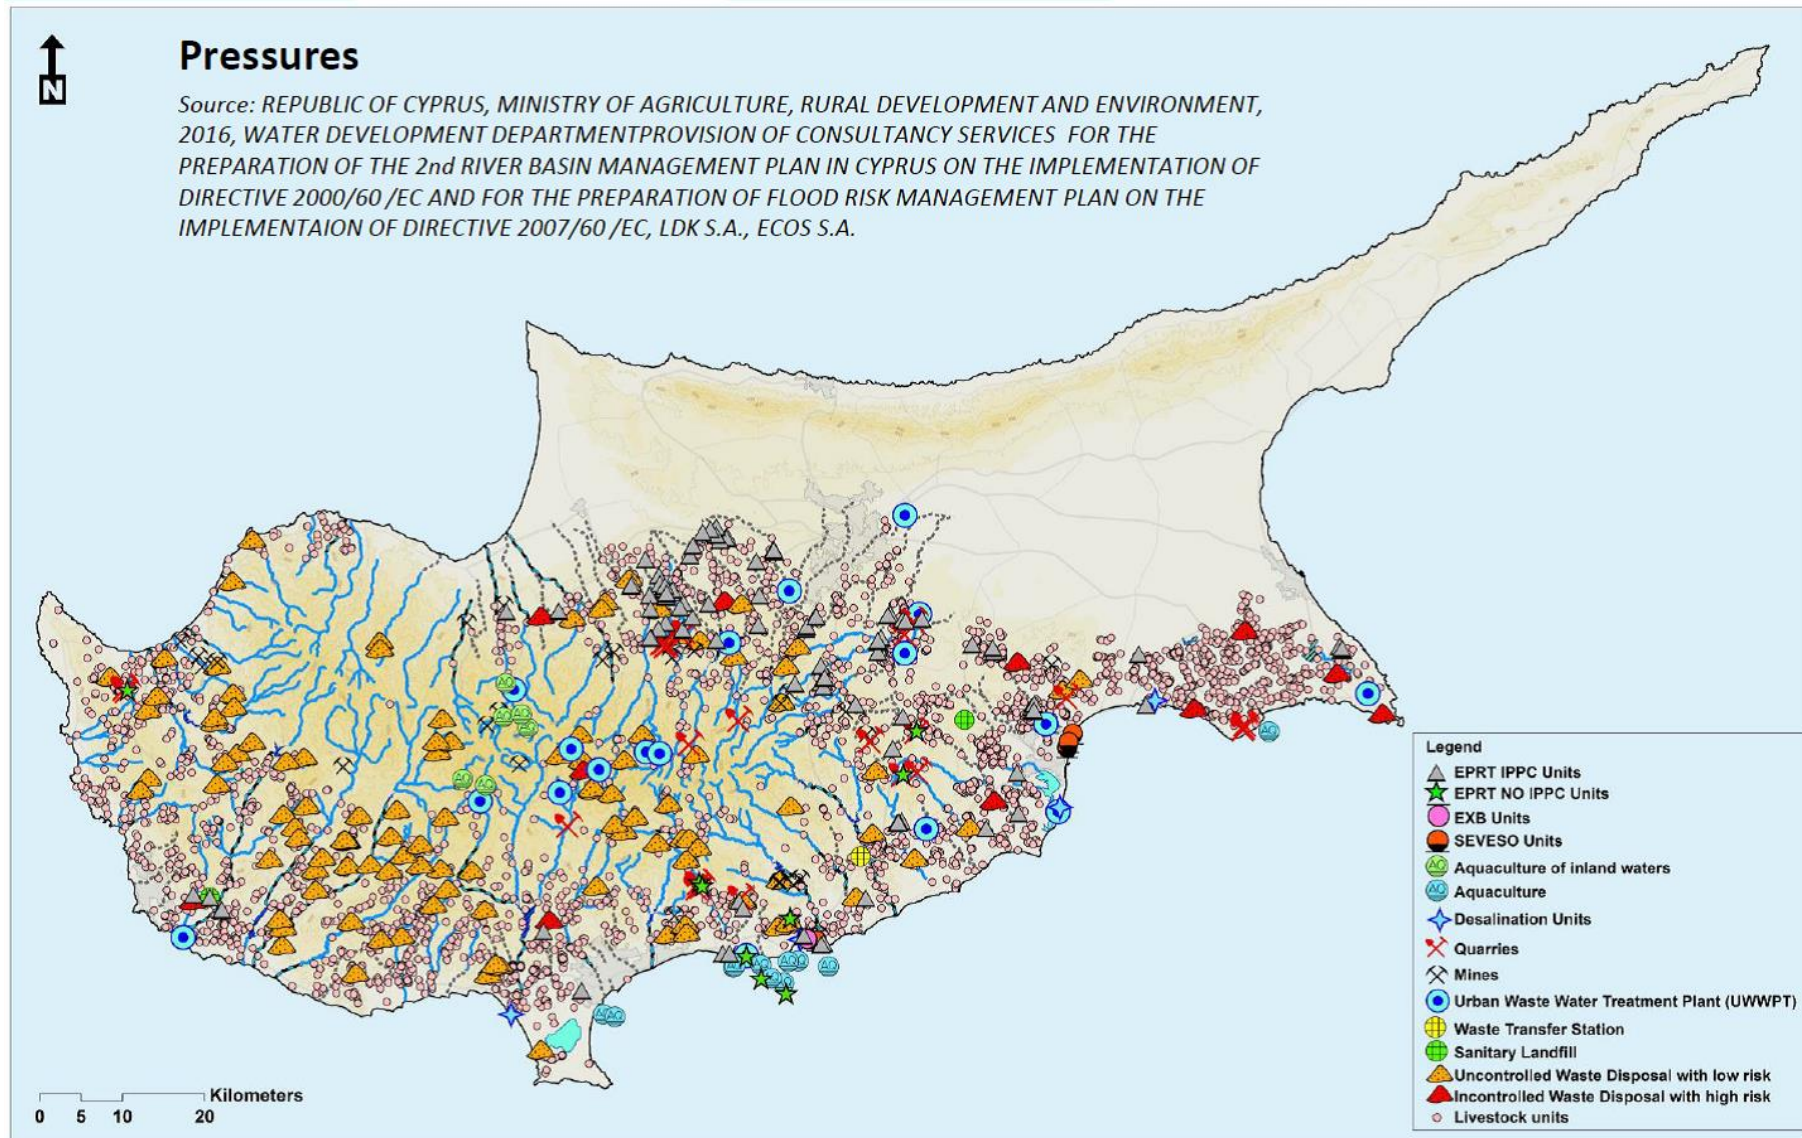 N
Pressures
Source: REPUBLIC OF CYPRUS, MINISTRY OF AGRICULTURE, RURAL DEVELOPMENT AND ENVIRONMENT,
2016, WATER DEVELOPMENT DEPARTMENTPROVISION OF CONSULTANCY SERVICES FOR THE
PREPARATION OF THE 2nd RIVER BASIN MANAGEMENT PLAN IN CYPRUS ON THE IMPLEMENTATION OF
DIRECTIVE 2000/60 /EC AND FOR THE PREPARATION OF FLOOD RISK MANAGEMENT PLAN ON THE
IMPLEMENTAION OF DIRECTIVE 2007/60 /EC, LDK S.A., ECOS S.A.
Legend
EPRT IPPC Units
EPRT NO IPPC Units
EXB Units
SEVESO Units
AQ Aquaculture of inland waters
AQ Aquaculture
Desalination Units
Quarries
Mines
Urban Waste Water Treatment Plant (UWWPT)
Waste Transfer Station
Sanitary Landfill
Uncontrolled Waste Disposal with low risk
Incontrolled Waste Disposal with high risk
Livestock units
Kilometers
0 5 10 20